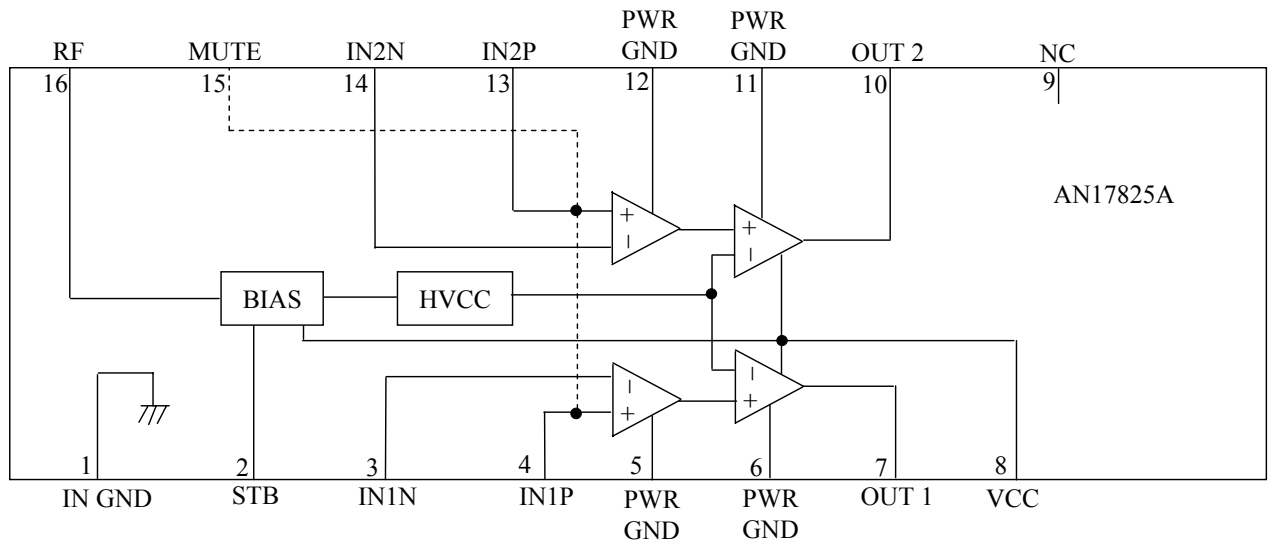 PWR
GND
PWR
GND
RF
MUTE
IN2N
IN2P
OUT 2
NC
16
15
14
13
12
11
10
9
AN17825A
+
−
+
−
BIAS
HVCC
−
+
−
+
1
2
3
4
5
6
7
8
IN GND
STB
IN1N
IN1P
PWR
GND
PWR
GND
OUT 1
VCC